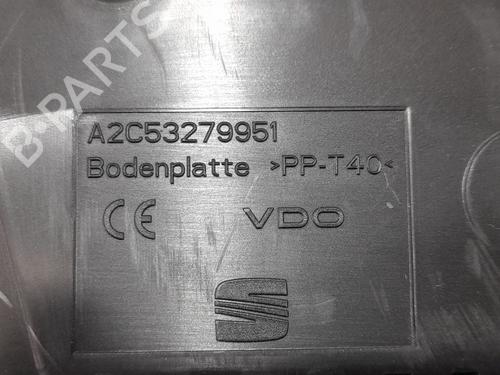 B-PARTS
A2C53279951
Bodenplatte >PP-T40<
CE VDO
S